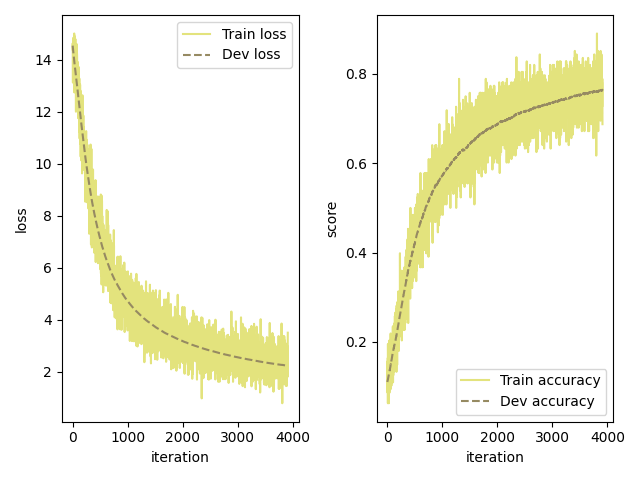 Train loss
Dev loss
14
12
10
8
6
4
2
loss
0
1000
2000
3000
4000
iteration
0.8
0.6
0.4
0.2
score
Train accuracy
Dev accuracy
0
1000
2000
3000
4000
iteration